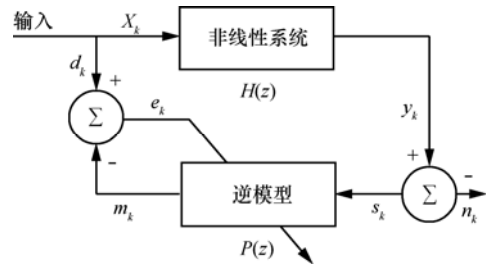 输入
X_k
非线性系统
d_k
+
H(z)
e_k
y_k
Σ
+
-
-
逆模型
Σ
m_k
s_k
n_k
P(z)